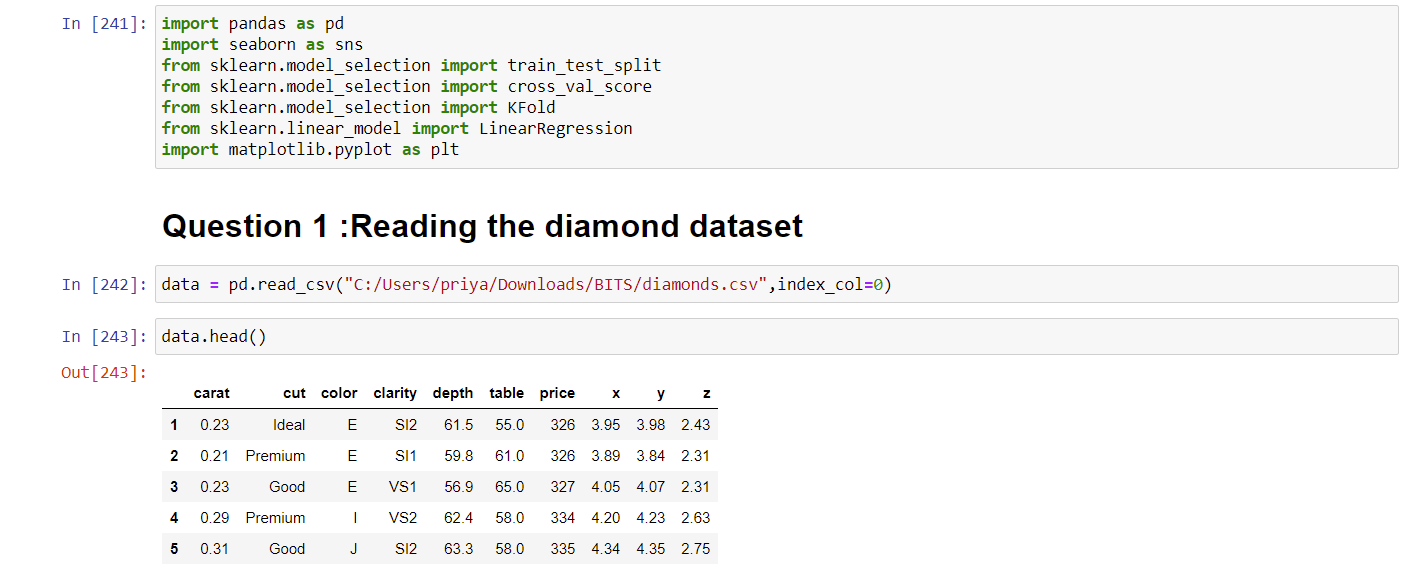 In [241]: import pandas as pd
import seaborn as sns
from sklearn.model_selection import train_test_split
from sklearn.model_selection import cross_val_score
from sklearn.model_selection import KFold
from sklearn.linear_model import LinearRegression
import matplotlib.pyplot as plt
Question 1 :Reading the diamond dataset
In [242]: data = pd.read_csv("C:/Users/priya/Downloads/BITS/diamonds.csv",index_col=0)
In [243]: data.head()
Out[243]:
carat cut color clarity depth table price x y z
1 0.23 Ideal E SI2 61.5 55.0 326 3.95 3.98 2.43
2 0.21 Premium E SI1 59.8 61.0 326 3.89 3.84 2.31
3 0.23 Good E VS1 56.9 65.0 327 4.05 4.07 2.31
4 0.29 Premium I VS2 62.4 58.0 334 4.20 4.23 2.63
5 0.31 Good J SI2 63.3 58.0 335 4.34 4.35 2.75